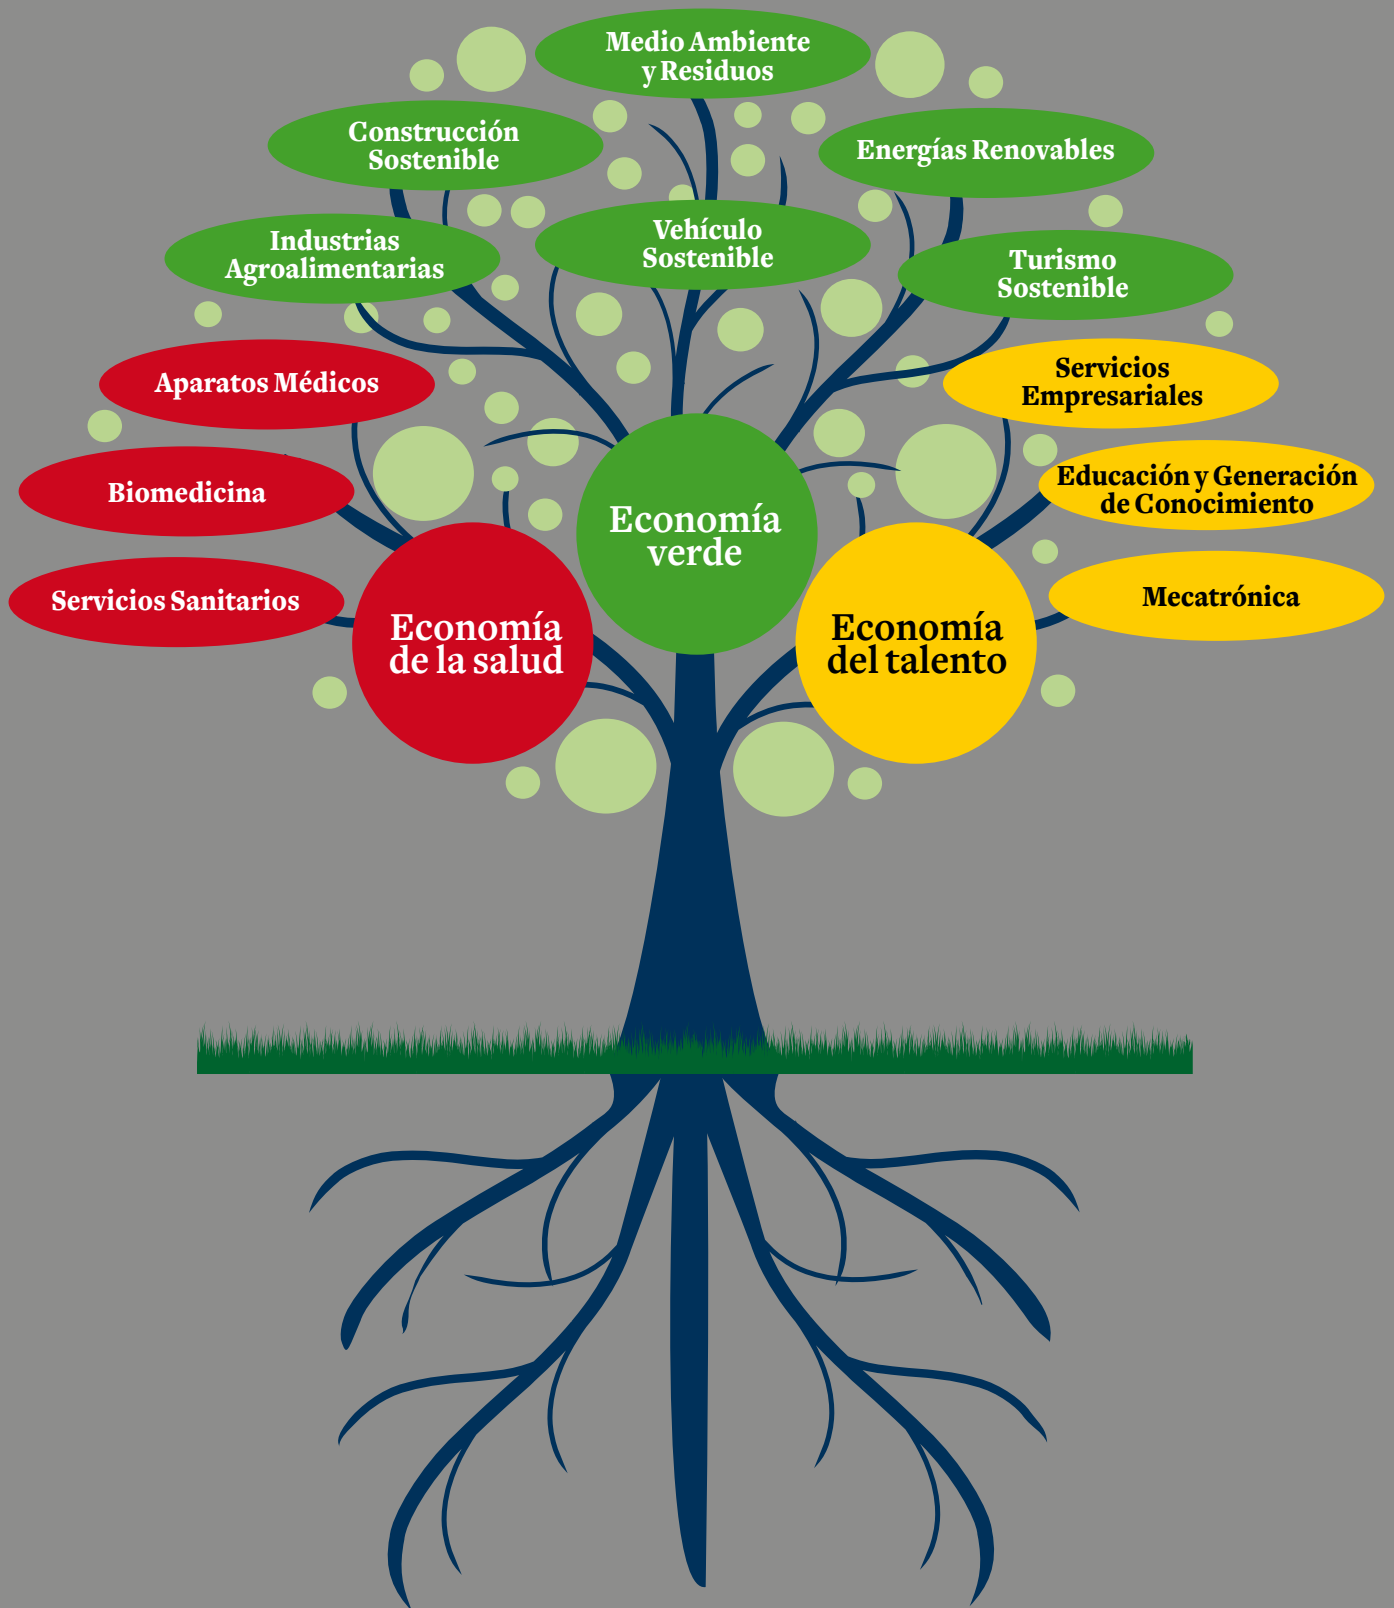 Medio Ambiente
y Residuos
Construcción
Sostenible
Energías Renovables
Industrias
Agroalimentarias
Vehículo
Sostenible
Turismo
Sostenible
Aparatos Médicos
Servicios
Empresariales
Biomedicina
Educación y Generación
de Conocimiento
Economía
verde
Servicios Sanitarios
Mecatrónica
Economía
de la salud
Economía
del talento